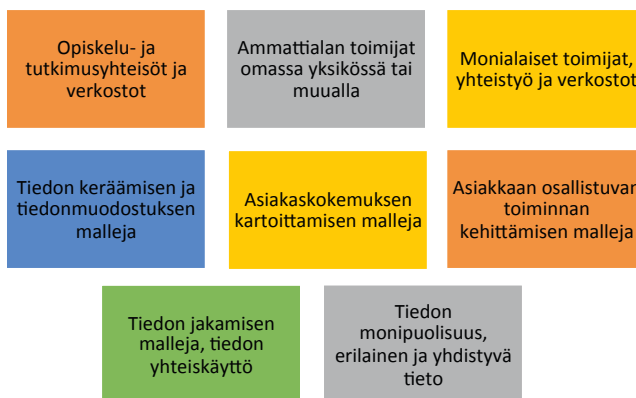 Opiskelu- ja
tutkimusyhteisöt ja
verkostot
Ammattialan toimijat
omassa yksikössä tai
muualla
Monialaiset toimijat,
yhteistyö ja verkostot
Tiedon keräämisen ja
tiedonmuodostuksen
malleja
Asiakaskokemuksen
kartoittamisen malleja
Asiakkaan osallistuvan
toiminnan
kehittämisen malleja
Tiedon jakamisen
malleja, tiedon
yhteiskäyttö
Tiedon
monipuolisuus,
erilainen ja yhdistyvä
tieto